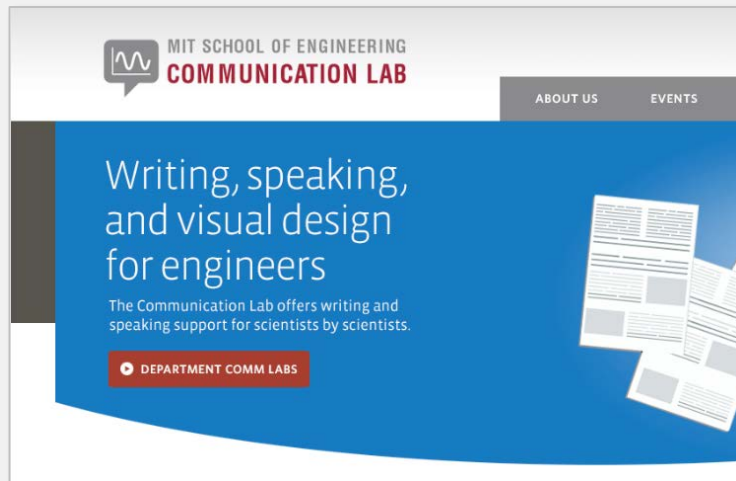 MIT SCHOOL OF ENGINEERING
COMMUNICATION LAB
ABOUT US
EVENTS
Writing, speaking,
and visual design
for engineers
The Communication Lab offers writing and
speaking support for scientists by scientists.
DEPARTMENT COMM LABS